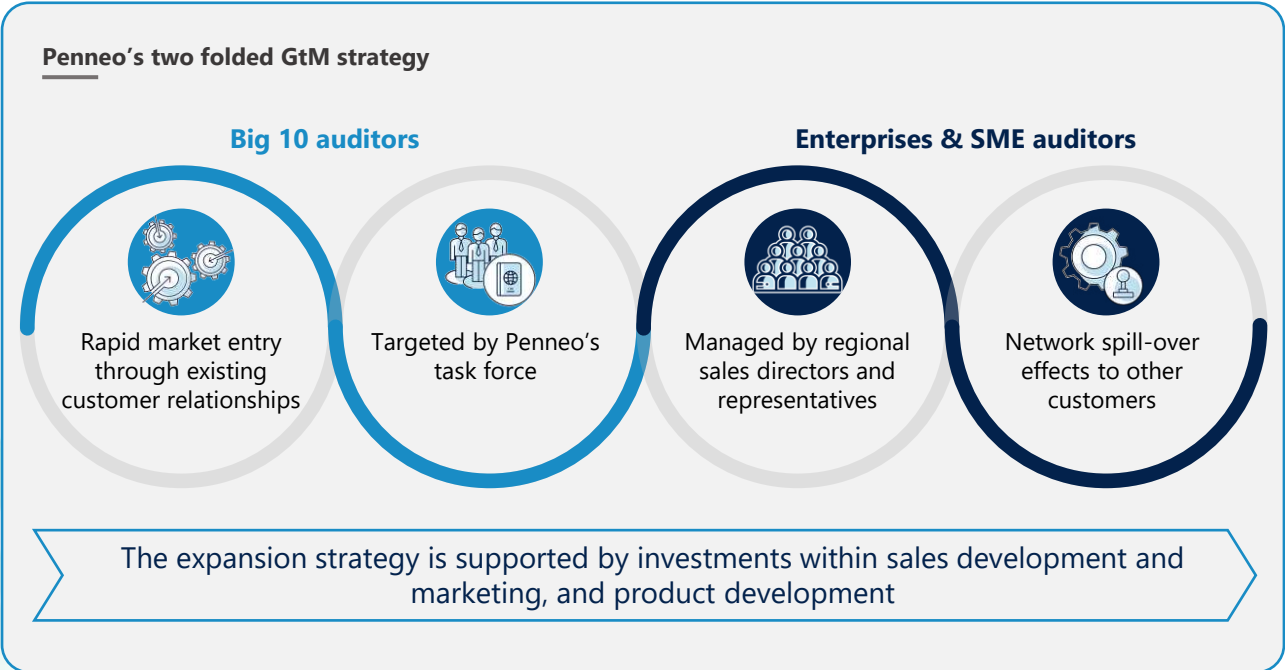 Penneo’s two folded GtM strategy
Big 10 auditors
Rapid market entry
through existing
customer relationships
Targeted by Penneo’s
task force
Enterprises & SME auditors
Managed by regional
sales directors and
representatives
Network spill-over
effects to other
customers
The expansion strategy is supported by investments within sales development and
marketing, and product development